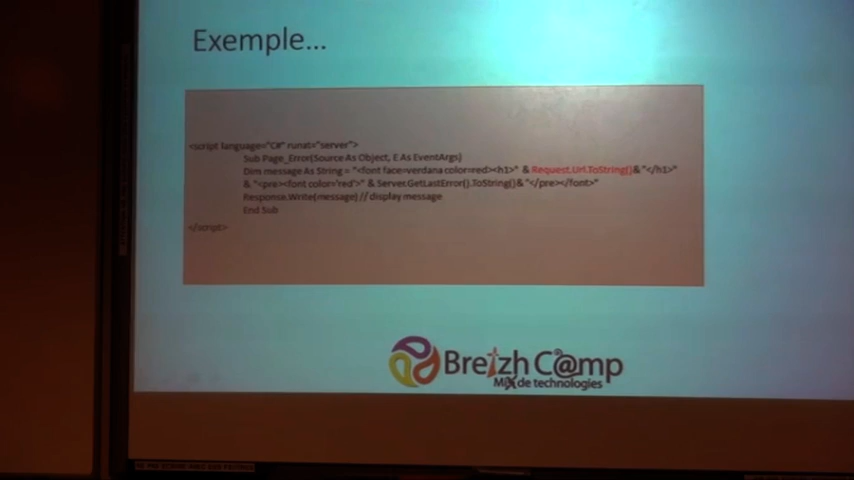 Exemple...
<script language="C#" runat="server">
Sub Page_Error(Source As Object, E As EventArgs)
Dim message As String = "<font face=verdana color=red><h1>" & Request.Url.ToString()& "</h1>"
& "<pre><font color='red'>" & Server.GetLastError().ToString()& "</pre></font>"
Response.Write(message) // display message
End Sub
</script>
Breizh C@mp
Mix de technologies